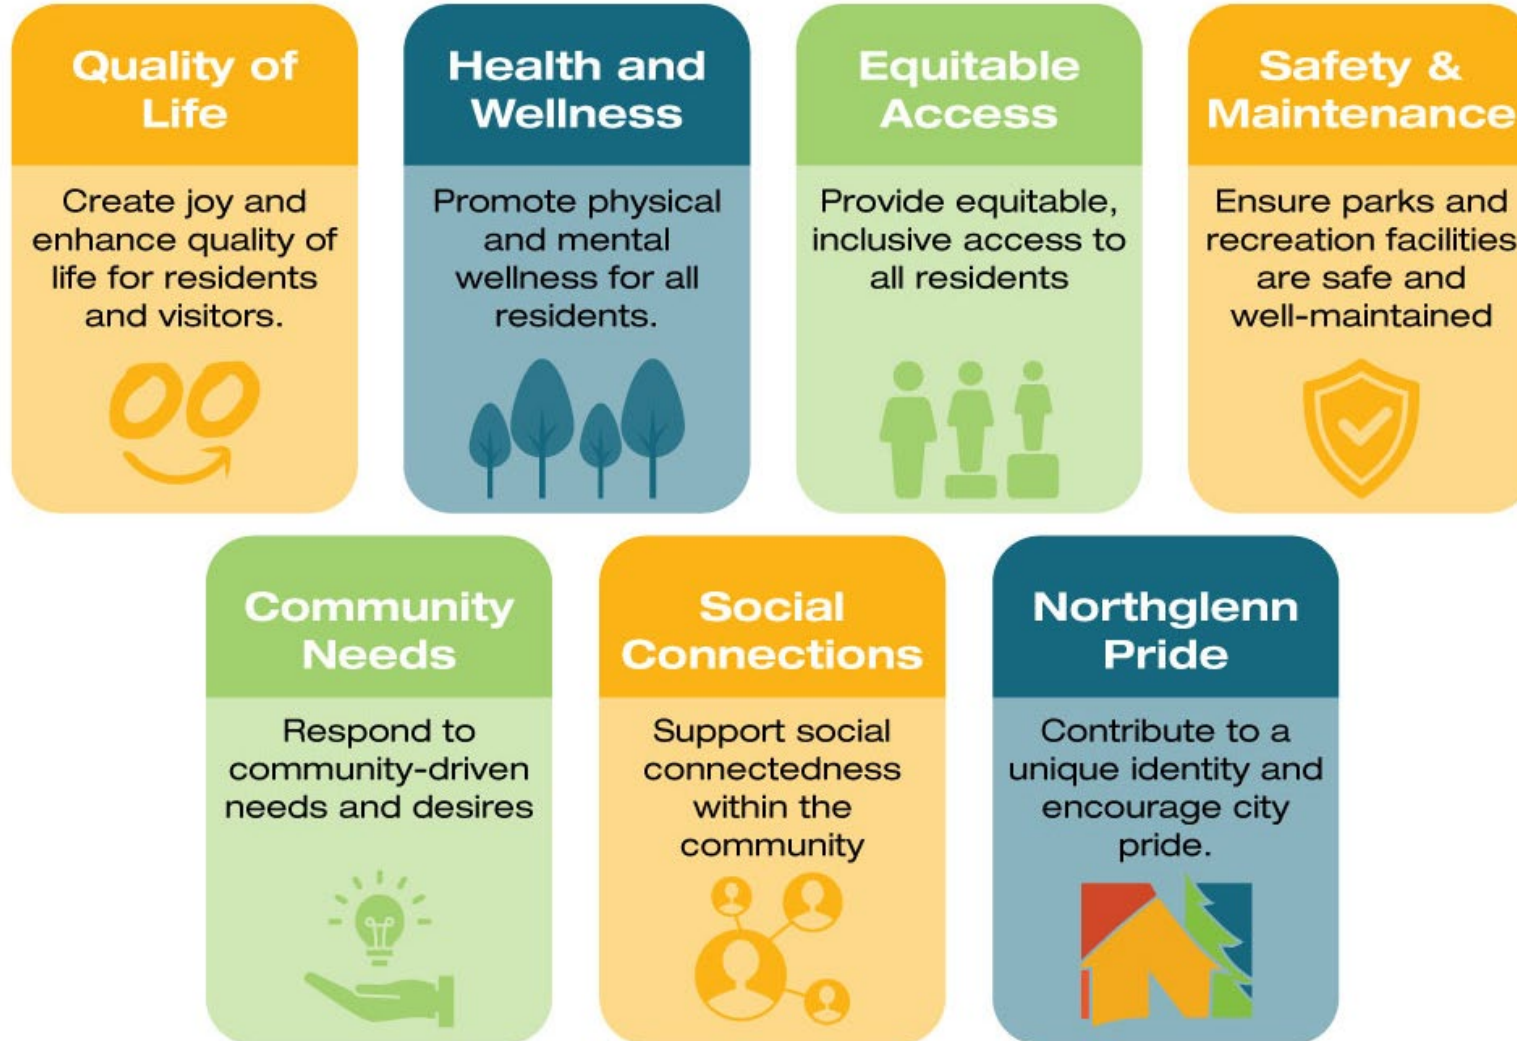 Quality of
Life
Create joy and
enhance quality of
life for residents
and visitors.
Health and
Wellness
Promote physical
and mental
wellness for all
residents.
Equitable
Access
Provide equitable,
inclusive access to
all residents
Safety &
Maintenance
Ensure parks and
recreation facilities
are safe and
well-maintained
Community
Needs
Respond to
community-driven
needs and desires
Social
Connections
Support social
connectedness
within the
community
Northglenn
Pride
Contribute to a
unique identity and
encourage city
pride.